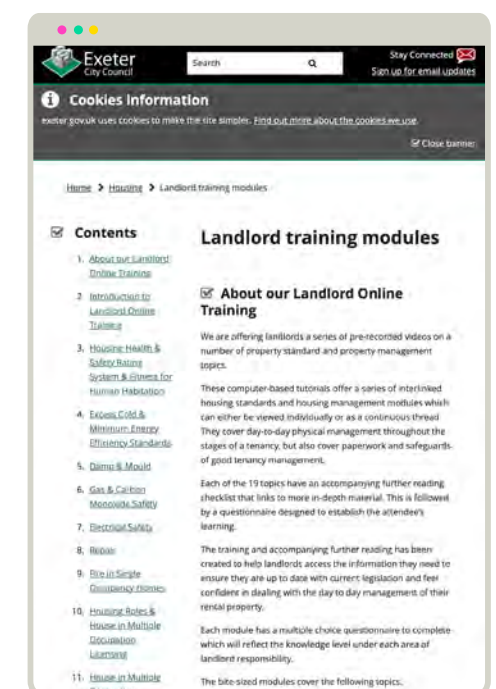 Exeter
City Council
Search
Stay Connected
Sign up for email updates
Cookies Information
exeter.gov.uk uses cookies to make the site simpler. Find out more about the cookies we use.
Close banner
Home > Housing > Landlord training modules
Contents
1. About our Landlord
Online Training
2. Introduction to
Landlord Online
Training
3. Housing Health &
Safety Rating
System & Fitness for
Human Habitation
4. Excess Cold &
Minimum Energy
Efficiency Standards
5. Damp & Mould
6. Gas & Carbon
Monoxide Safety
7. Electrical Safety
8. Repair
9. Fire in Single
Occupancy Homes
10. Housing Roles &
House in Multiple
Occupation
Licensing
11. House in Multiple
Landlord training modules
About our Landlord Online
Training
We are offering landlords a series of pre-recorded videos on a
number of property standard and property management
topics.
These computer-based tutorials offer a series of interlinked
housing standards and housing management modules which
can either be viewed individually or as a continuous thread
They cover day-to-day physical management throughout the
stages of a tenancy, but also cover paperwork and safeguards
of good tenancy management.
Each of the 19 topics have an accompanying further reading
checklist that links to more in-depth material. This is followed
by a questionnaire designed to establish the attendee's
learning.
The training and accompanying further reading has been
created to help landlords access the information they need to
ensure they are up to date with current legislation and feel
confident in dealing with the day to day management of their
rental property.
Each module has a multiple choice questionnaire to complete
which will reflect the knowledge level under each area of
landlord responsibility.
The bite-sized modules cover the following topics.